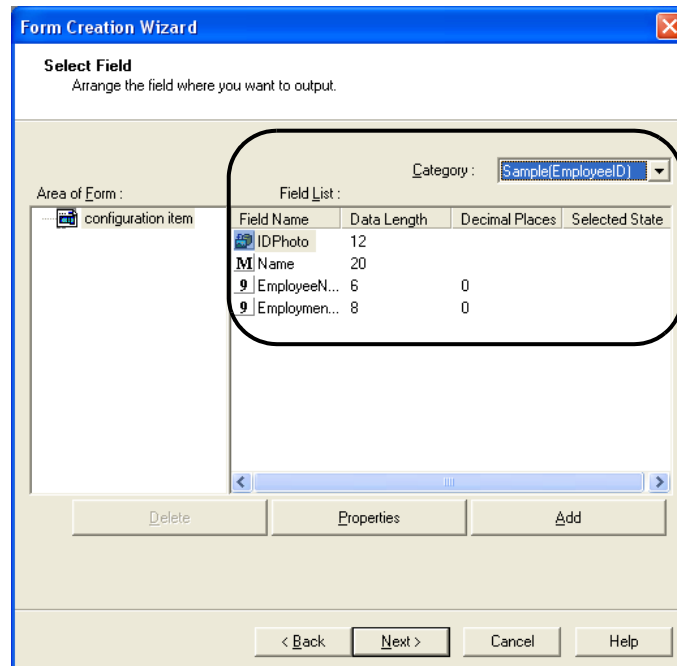 Form Creation Wizard
Select Field
Arrange the field where you want to output.
Category : Sample(EmployeeID)
Area of Form : Field List :
configuration item
Field Name Data Length Decimal Places Selected State
IDPhoto 12
M Name 20
9 EmployeeN... 6 0
9 Employmen... 8 0
Delete Properties Add
< Back Next > Cancel Help